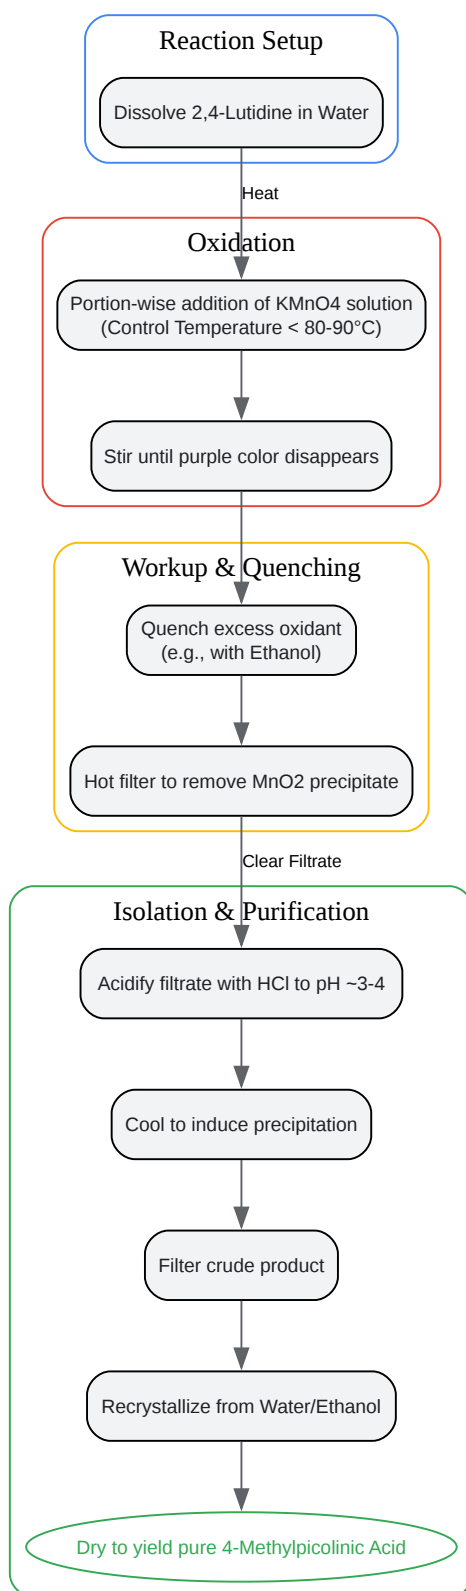 Reaction Setup
Dissolve 2,4-Lutidine in Water
Heat
Oxidation
Portion-wise addition of KMnO4 solution
(Control Temperature < 80-90°C)
Stir until purple color disappears
Workup & Quenching
Quench excess oxidant
(e.g., with Ethanol)
Hot filter to remove MnO2 precipitate
Clear Filtrate
Isolation & Purification
Acidify filtrate with HCl to pH ~3-4
Cool to induce precipitation
Filter crude product
Recrystallize from Water/Ethanol
Dry to yield pure 4-Methylpicolinic Acid